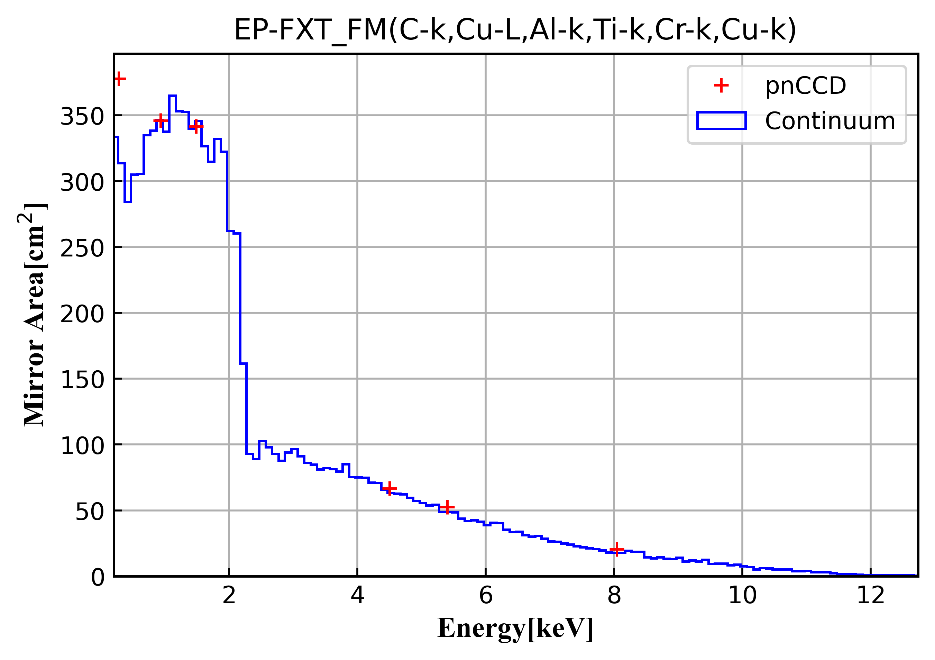 EP-FXT_FM(C-k,Cu-L,Al-k,Ti-k,Cr-k,Cu-k)
pnCCD
Continuum
Mirror Area[cm²]
350
300
250
200
150
100
50
0
2
4
6
8
10
12
Energy[keV]